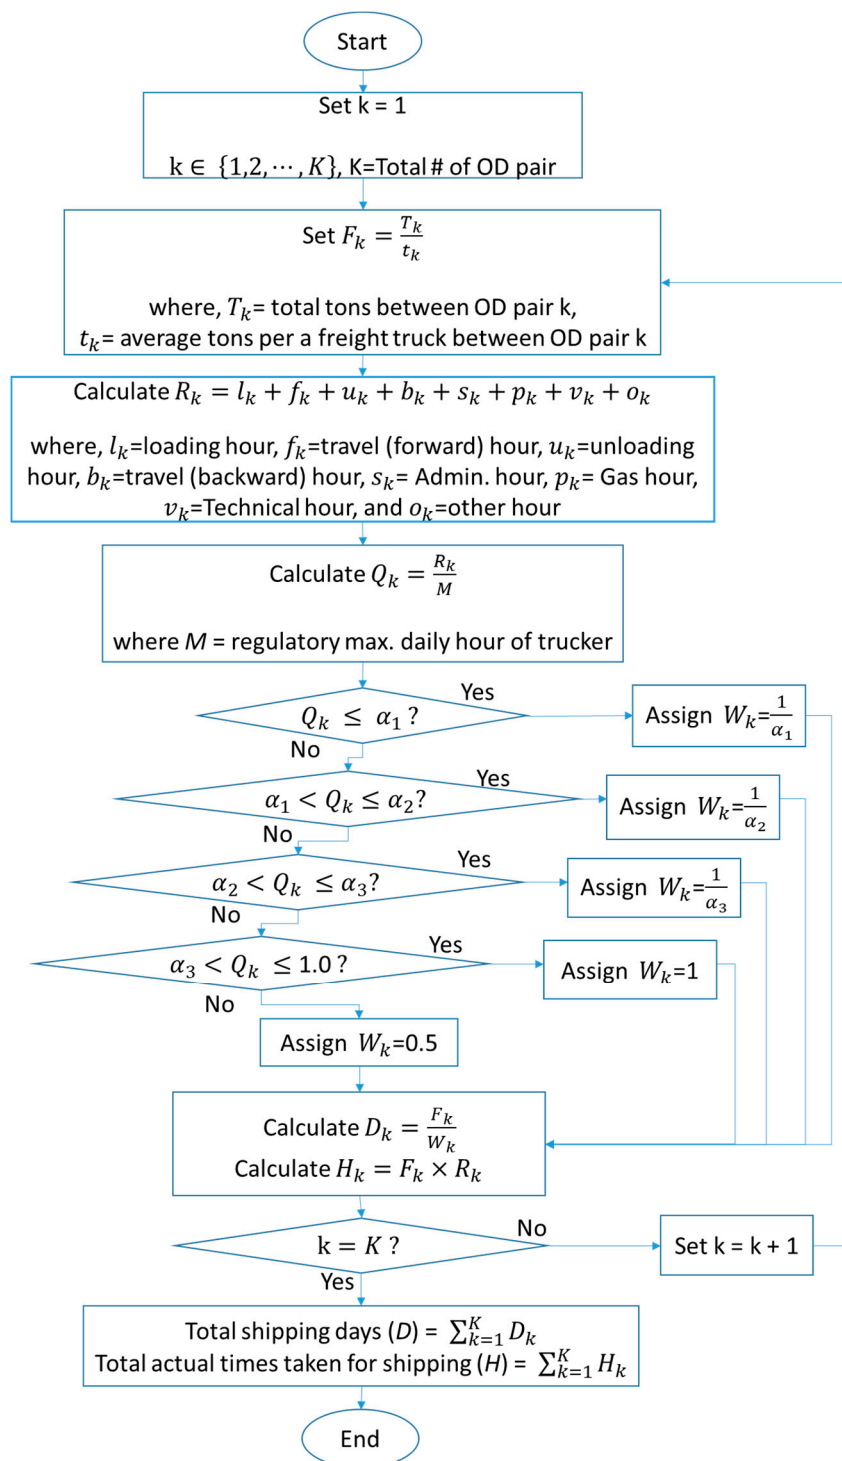 Start
Set k = 1
k ∈ {1,2,⋯,K}, K=Total # of OD pair
Set F_k = T_k/t_k
where, T_k= total tons between OD pair k,
t_k= average tons per a freight truck between OD pair k
Calculate R_k = l_k + f_k + u_k + b_k + s_k + p_k + v_k + o_k
where, l_k=loading hour, f_k=travel (forward) hour, u_k=unloading
hour, b_k=travel (backward) hour, s_k= Admin. hour, p_k= Gas hour,
v_k=Technical hour, and o_k=other hour
Calculate Q_k = R_k/M
where M = regulatory max. daily hour of trucker
Q_k ≤ α_1 ?
Yes
Assign W_k=1/α_1
No
α_1 < Q_k ≤ α_2?
Yes
Assign W_k=1/α_2
No
α_2 < Q_k ≤ α_3?
Yes
Assign W_k=1/α_3
No
α_3 < Q_k ≤ 1.0 ?
Yes
Assign W_k=1
No
Assign W_k=0.5
Calculate D_k = F_k/W_k
Calculate H_k = F_k × R_k
k = K ?
No
Set k = k + 1
Yes
Total shipping days (D) = ∑_{k=1}^{K} D_k
Total actual times taken for shipping (H) = ∑_{k=1}^{K} H_k
End